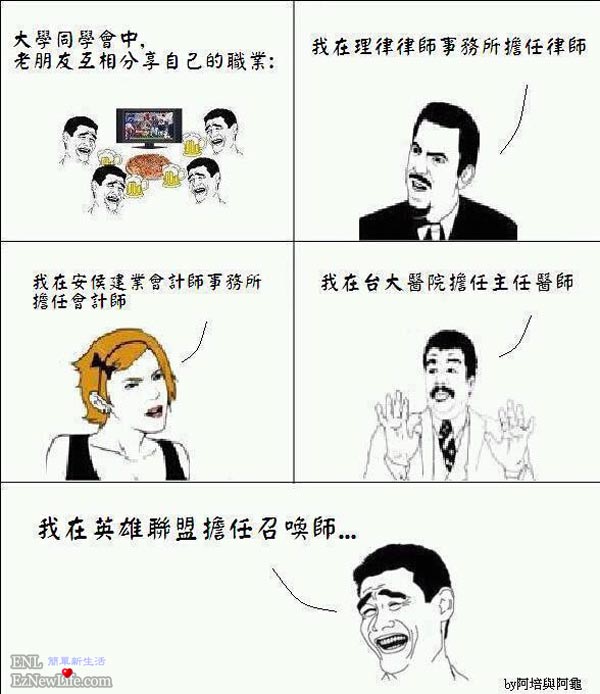 大學同學會中,
老朋友互相分享自己的職業:
我在理律律師事務所擔任律師
我在安侯建業會計師事務所
擔任會計師
我在台大醫院擔任主任醫師
我在英雄聯盟擔任召喚師...
ENL 簡單新生活
EzNewLife.com
by阿培與阿龜